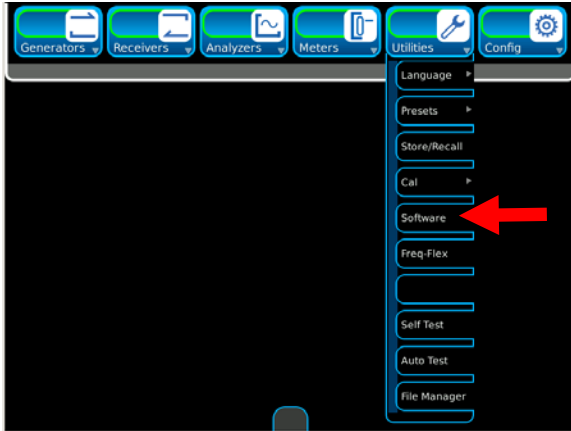 Generators
Receivers
Analyzers
Meters
Utilities
Config
Language
Presets
Store/Recall
Cal
Software
Freq-Flex
Self Test
Auto Test
File Manager